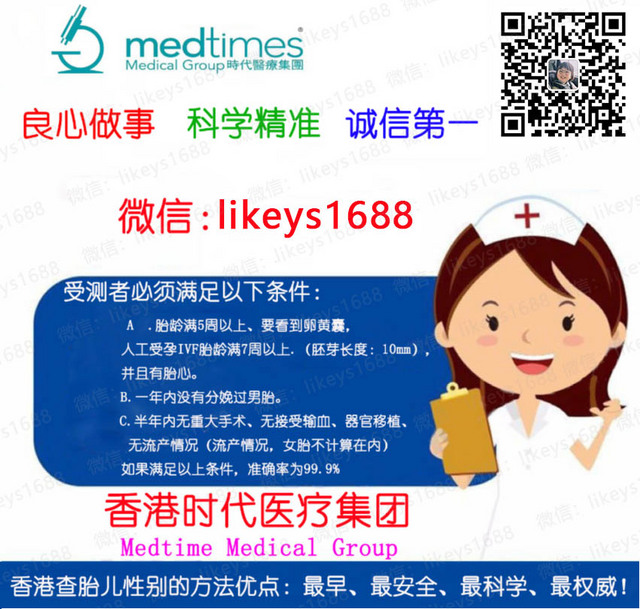 medtimes
Medical Group時代醫療集團
良心做事 科学精准 诚信第一
微信:likeys1688
受测者必须满足以下条件:
A .胎龄满5周以上、要看到卵黄囊,
人工受孕IVF胎龄满7周以上.(胚芽长度:10mm),
并且有胎心。
B.一年内没有分娩过男胎。
C.半年内无重大手术、无接受输血、器官移植、
无流产情况(流产情况,女胎不计算在内)
如果满足以上条件,准确率为99.9%
香港时代医疗集团
Medtime Medical Group
香港查胎儿性别的方法优点:最早、最安全、最科学、最权威!
微信:likeys1688